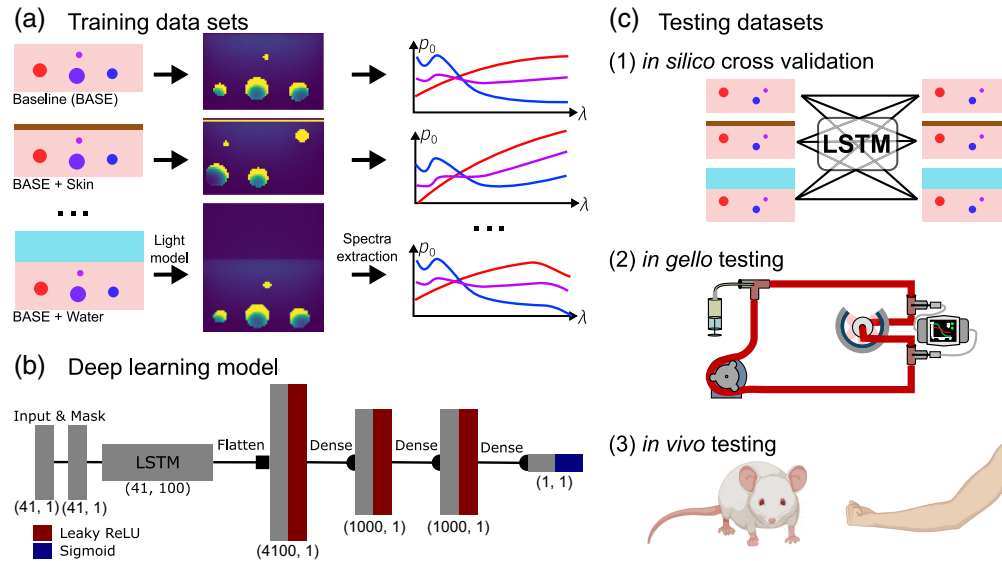 (a) Training data sets
Baseline (BASE)
p0
λ
BASE + Skin
p0
λ
...
Light
model
Spectra
extraction
...
BASE + Water
p0
λ
(b) Deep learning model
Input & Mask
LSTM
Flatten
Dense
Dense
Dense
(41, 1)
(41, 1)
(41, 100)
(4100, 1)
(1000, 1)
(1000, 1)
(1, 1)
Leaky ReLU
Sigmoid
(c) Testing datasets
(1) in silico cross validation
LSTM
(2) in gello testing
(3) in vivo testing